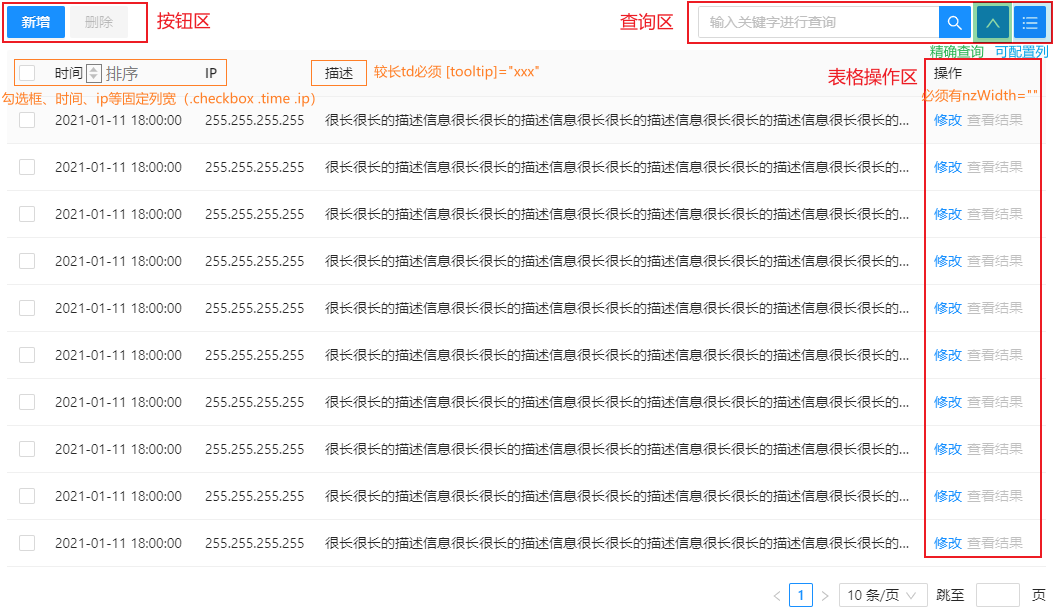 新增 删除 按钮区 查询区 输入关键字进行查询
精确查询 可配置列
时间 排序 IP 描述 较长td必须 [tooltip]="xxx" 表格操作区 操作
勾选框、时间、ip等固定列宽（.checkbox .time .ip） 必须有nzWidth=""
2021-01-11 18:00:00 255.255.255.255 很长很长的描述信息很长很长的描述信息很长很长的描述信息很长很长的描述信息很长很长的... 修改 查看结果
2021-01-11 18:00:00 255.255.255.255 很长很长的描述信息很长很长的描述信息很长很长的描述信息很长很长的描述信息很长很长的... 修改 查看结果
2021-01-11 18:00:00 255.255.255.255 很长很长的描述信息很长很长的描述信息很长很长的描述信息很长很长的描述信息很长很长的... 修改 查看结果
2021-01-11 18:00:00 255.255.255.255 很长很长的描述信息很长很长的描述信息很长很长的描述信息很长很长的描述信息很长很长的... 修改 查看结果
2021-01-11 18:00:00 255.255.255.255 很长很长的描述信息很长很长的描述信息很长很长的描述信息很长很长的描述信息很长很长的... 修改 查看结果
2021-01-11 18:00:00 255.255.255.255 很长很长的描述信息很长很长的描述信息很长很长的描述信息很长很长的描述信息很长很长的... 修改 查看结果
2021-01-11 18:00:00 255.255.255.255 很长很长的描述信息很长很长的描述信息很长很长的描述信息很长很长的描述信息很长很长的... 修改 查看结果
2021-01-11 18:00:00 255.255.255.255 很长很长的描述信息很长很长的描述信息很长很长的描述信息很长很长的描述信息很长很长的... 修改 查看结果
2021-01-11 18:00:00 255.255.255.255 很长很长的描述信息很长很长的描述信息很长很长的描述信息很长很长的描述信息很长很长的... 修改 查看结果
2021-01-11 18:00:00 255.255.255.255 很长很长的描述信息很长很长的描述信息很长很长的描述信息很长很长的描述信息很长很长的... 修改 查看结果
< 1 > 10 条/页 跳至 页